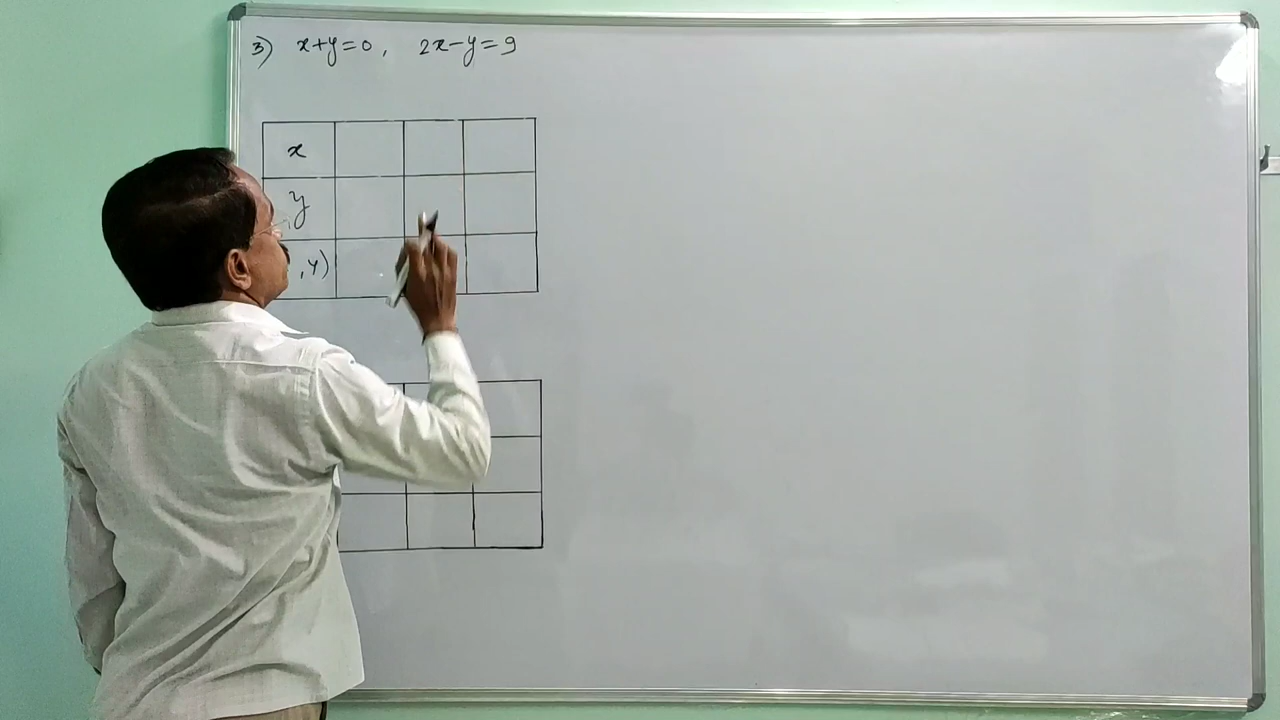 3) x+y=0, 2x-y=9
x
y
,y)